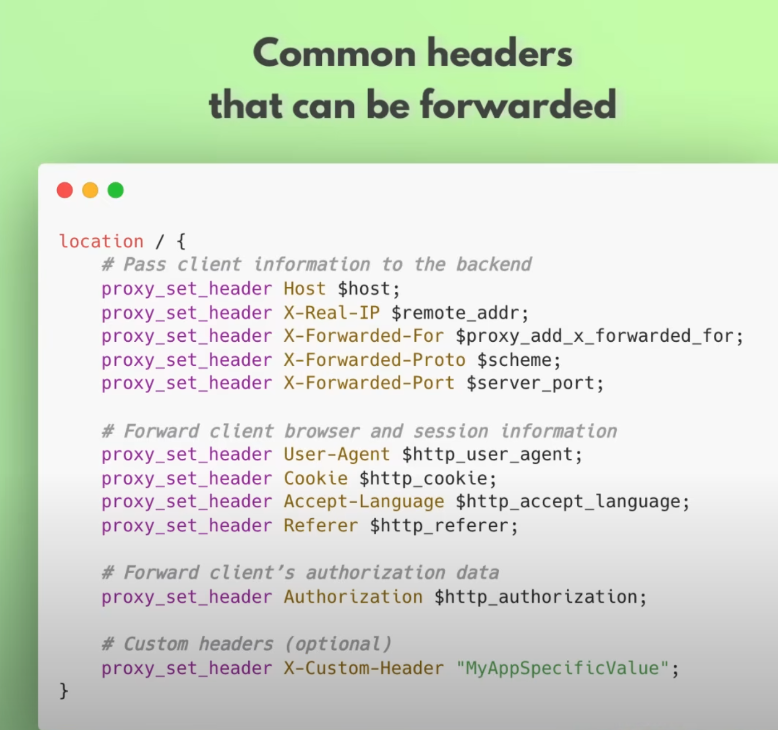 Common headers
that can be forwarded
location / {
    # Pass client information to the backend
    proxy_set_header Host $host;
    proxy_set_header X-Real-IP $remote_addr;
    proxy_set_header X-Forwarded-For $proxy_add_x_forwarded_for;
    proxy_set_header X-Forwarded-Proto $scheme;
    proxy_set_header X-Forwarded-Port $server_port;
    # Forward client browser and session information
    proxy_set_header User-Agent $http_user_agent;
    proxy_set_header Cookie $http_cookie;
    proxy_set_header Accept-Language $http_accept_language;
    proxy_set_header Referer $http_referer;
    # Forward client’s authorization data
    proxy_set_header Authorization $http_authorization;
    # Custom headers (optional)
    proxy_set_header X-Custom-Header "MyAppSpecificValue";
}